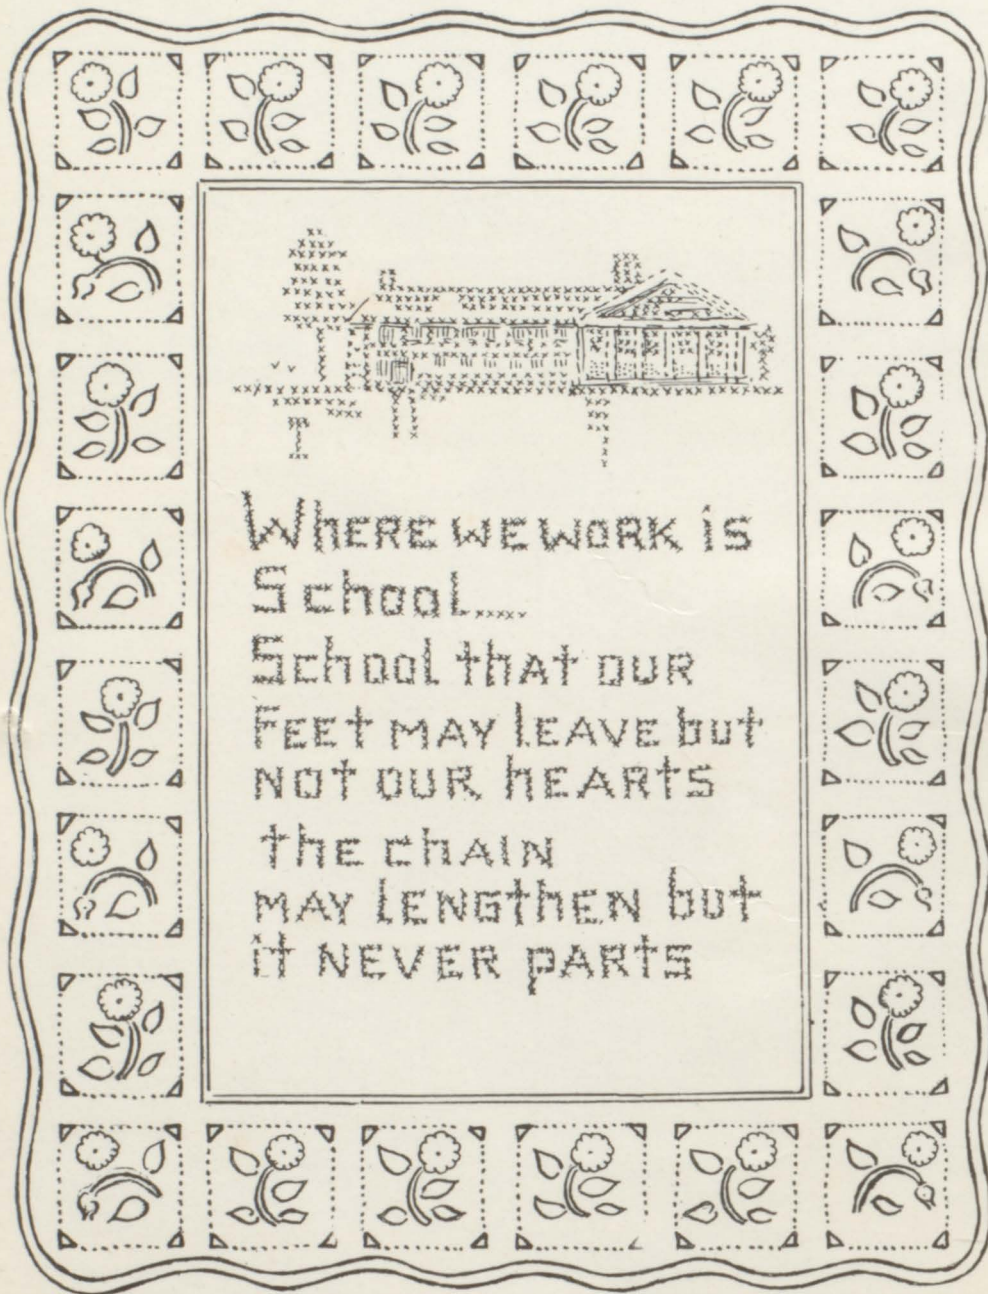 WhERE WE WORK is
School....
School thAt OUR
FEEt MAY lEAVE but
NOt OUR hEARtS
the chAIN
MAY lENGthEN but
it NEVER pARtS